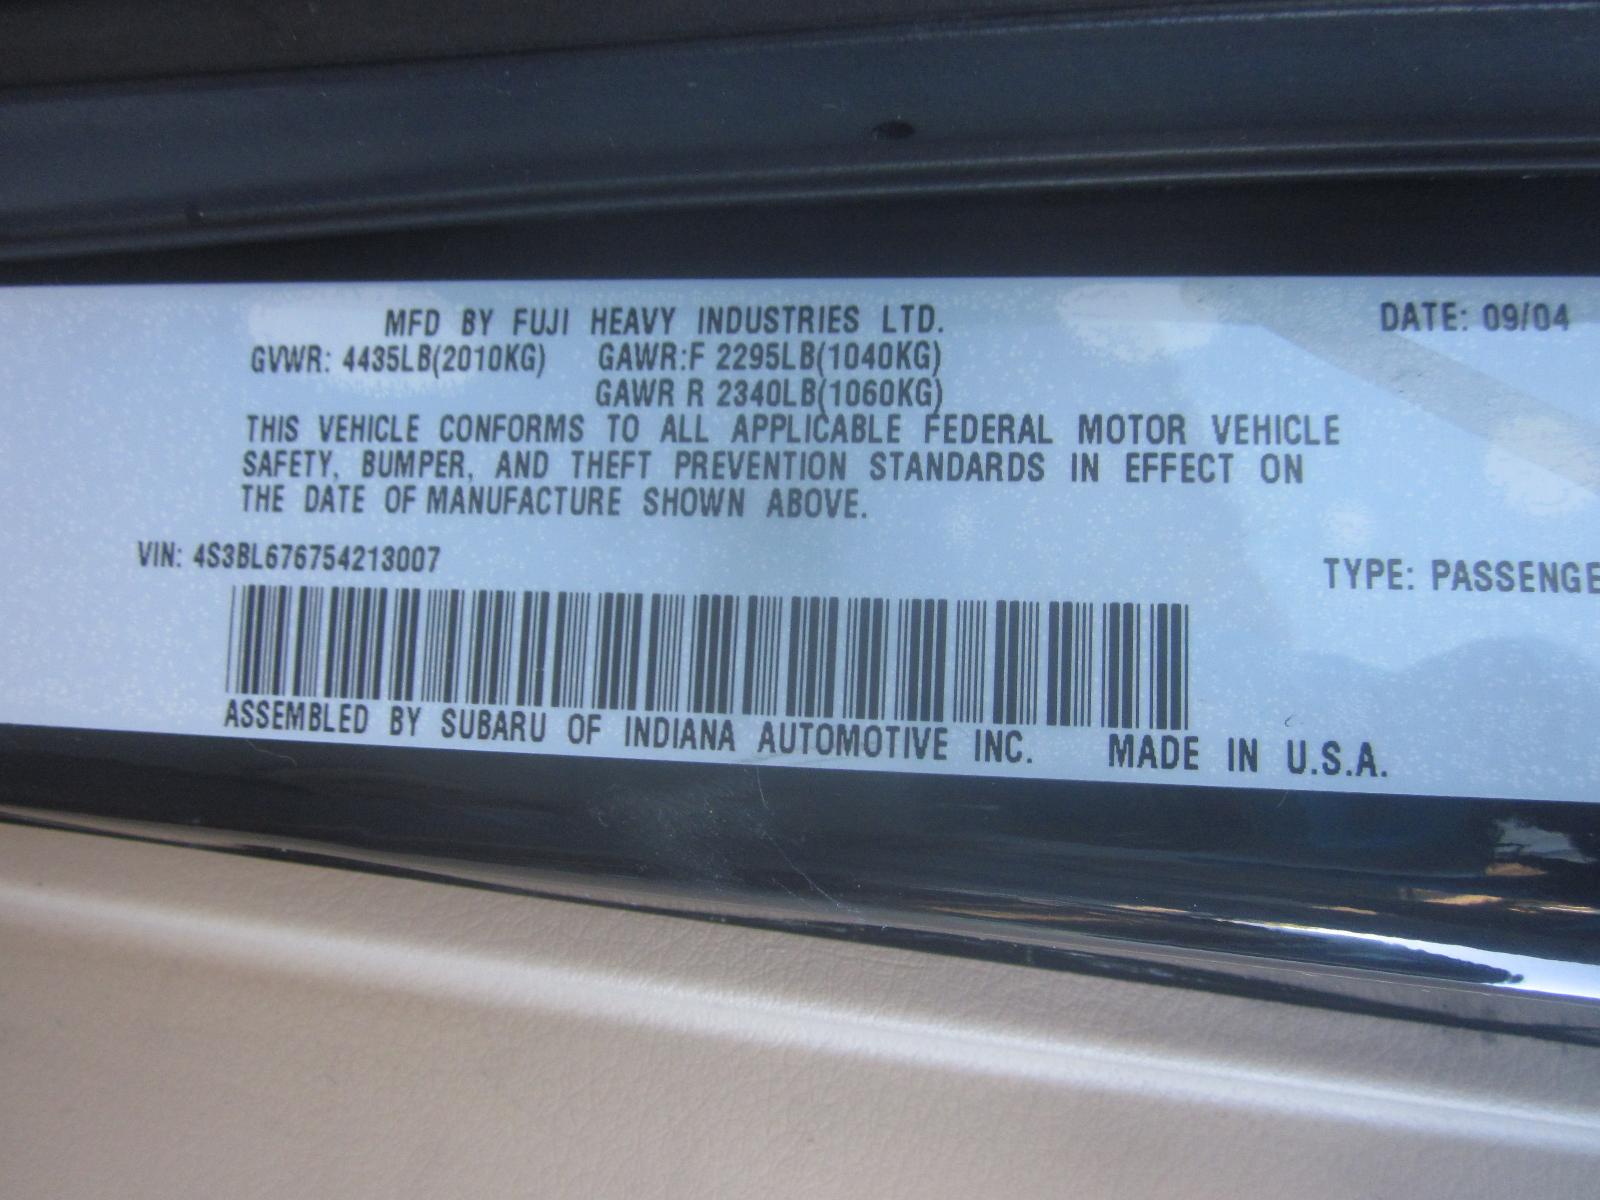 MFD BY FUJI HEAVY INDUSTRIES LTD. DATE: 09/04
GVWR: 4435LB(2010KG) GAWR:F 2295LB(1040KG)
GAWR R 2340LB(1060KG)
THIS VEHICLE CONFORMS TO ALL APPLICABLE FEDERAL MOTOR VEHICLE
SAFETY, BUMPER, AND THEFT PREVENTION STANDARDS IN EFFECT ON
THE DATE OF MANUFACTURE SHOWN ABOVE.
VIN: 4S3BL676754213007 TYPE: PASSENGE
ASSEMBLED BY SUBARU OF INDIANA AUTOMOTIVE INC. MADE IN U.S.A.